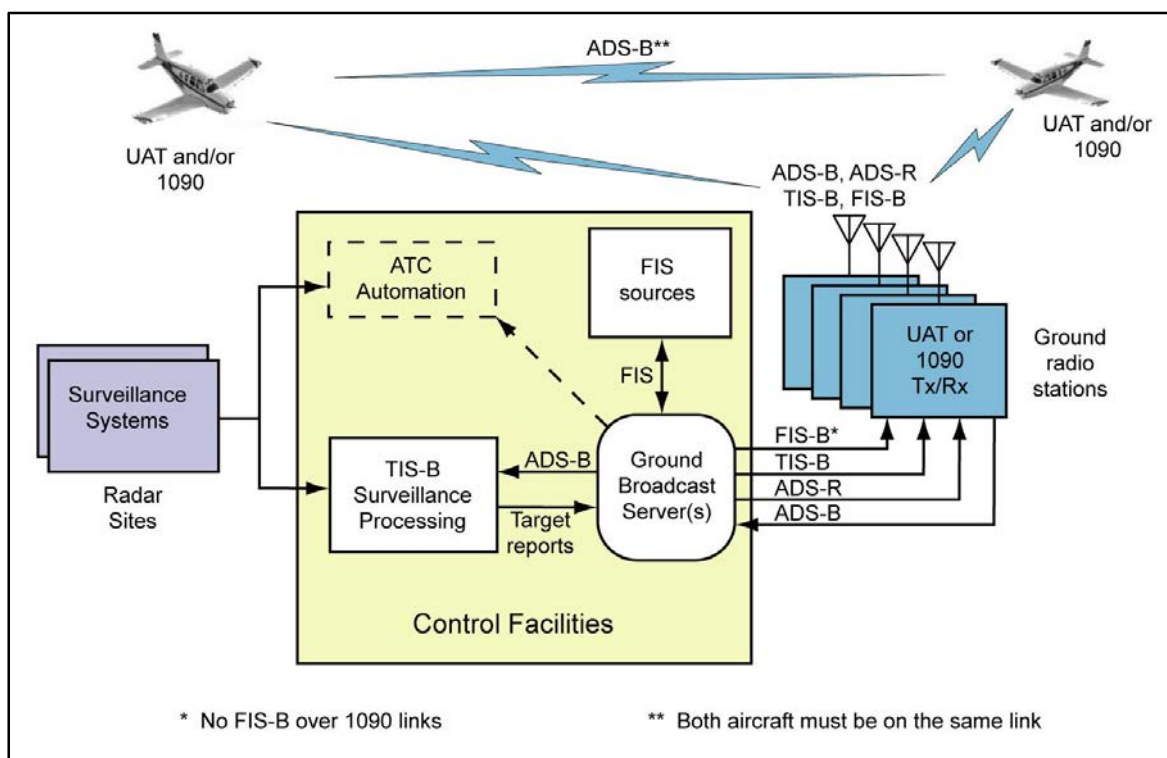 ADS-B**
UAT and/or
1090
UAT and/or
1090
ADS-B, ADS-R
TIS-B, FIS-B
ATC
Automation
FIS
sources
UAT or
1090
Tx/Rx
Ground
radio
stations
Surveillance
Systems
FIS
Radar
Sites
TIS-B
Surveillance
Processing
ADS-B
Target
reports
Ground
Broadcast
Server(s)
FIS-B*
TIS-B
ADS-R
ADS-B
Control Facilities
* No FIS-B over 1090 links
** Both aircraft must be on the same link